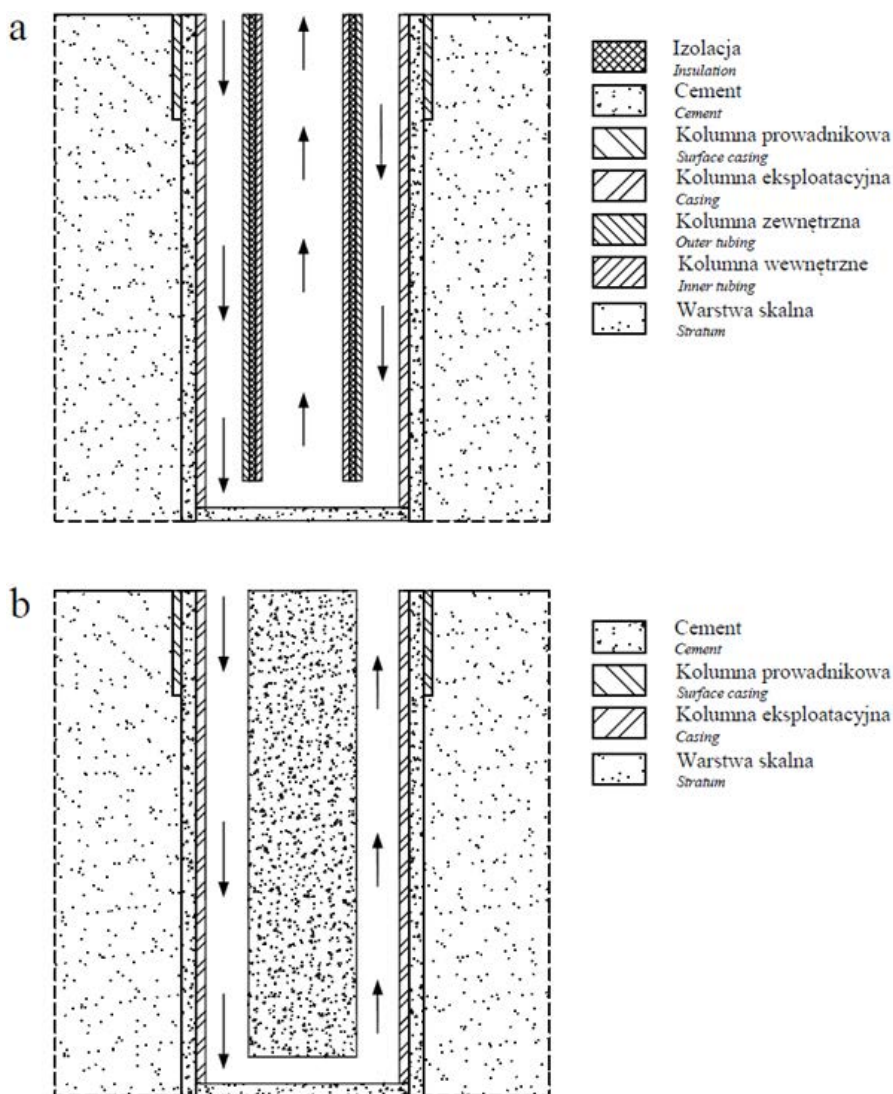 a
Izolacja
Insulation
Cement
Cement
Kolumna prowadnikowa
Surface casing
Kolumna eksploatacyjna
Casing
Kolumna zewnętrzna
Outer tubing
Kolumna wewnętrzne
Inner tubing
Warstwa skalna
Stratum
b
Cement
Cement
Kolumna prowadnikowa
Surface casing
Kolumna eksploatacyjna
Casing
Warstwa skalna
Stratum